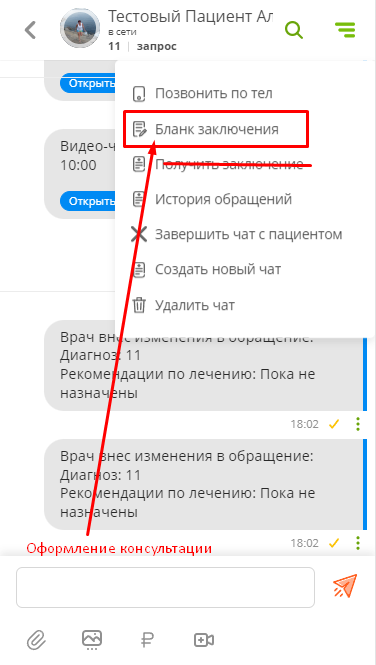 Тестовый Пациент Ал
в сети
11 | запрос
Позвонить по тел
Открыть
Бланк заключения
Видео-ч
10:00
Получить заключение
Открыть
История обращений
Завершить чат с пациентом
Создать новый чат
Удалить чат
Врач внес изменения в обращение:
Диагноз: 11
Рекомендации по лечению: Пока не
назначены
18:02
Врач внес изменения в обращение:
Диагноз: 11
Рекомендации по лечению: Пока не
назначены
18:02
Оформление консультации